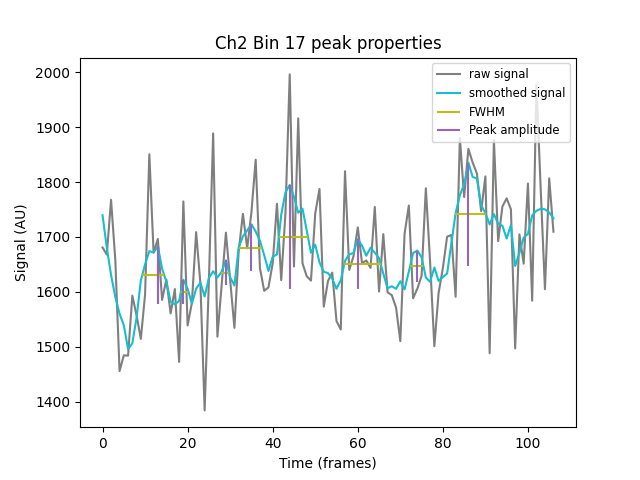 Ch2 Bin 17 peak properties
raw signal
smoothed signal
FWHM
Peak amplitude
Signal (AU)
2000
1900
1800
1700
1600
1500
1400
0 20 40 60 80 100
Time (frames)